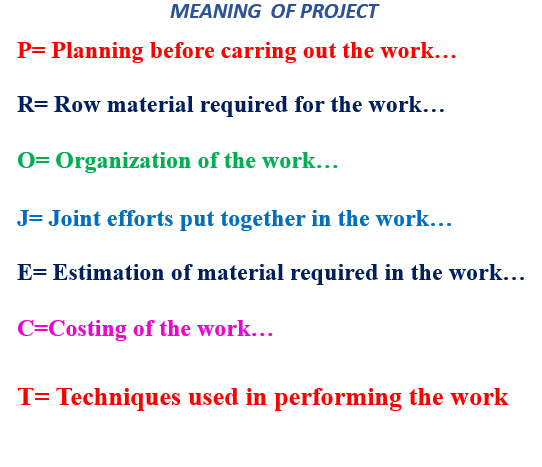 MEANING OF PROJECT
P= Planning before carring out the work…
R= Row material required for the work…
O= Organization of the work…
J= Joint efforts put together in the work…
E= Estimation of material required in the work…
C=Costing of the work…
T= Techniques used in performing the work